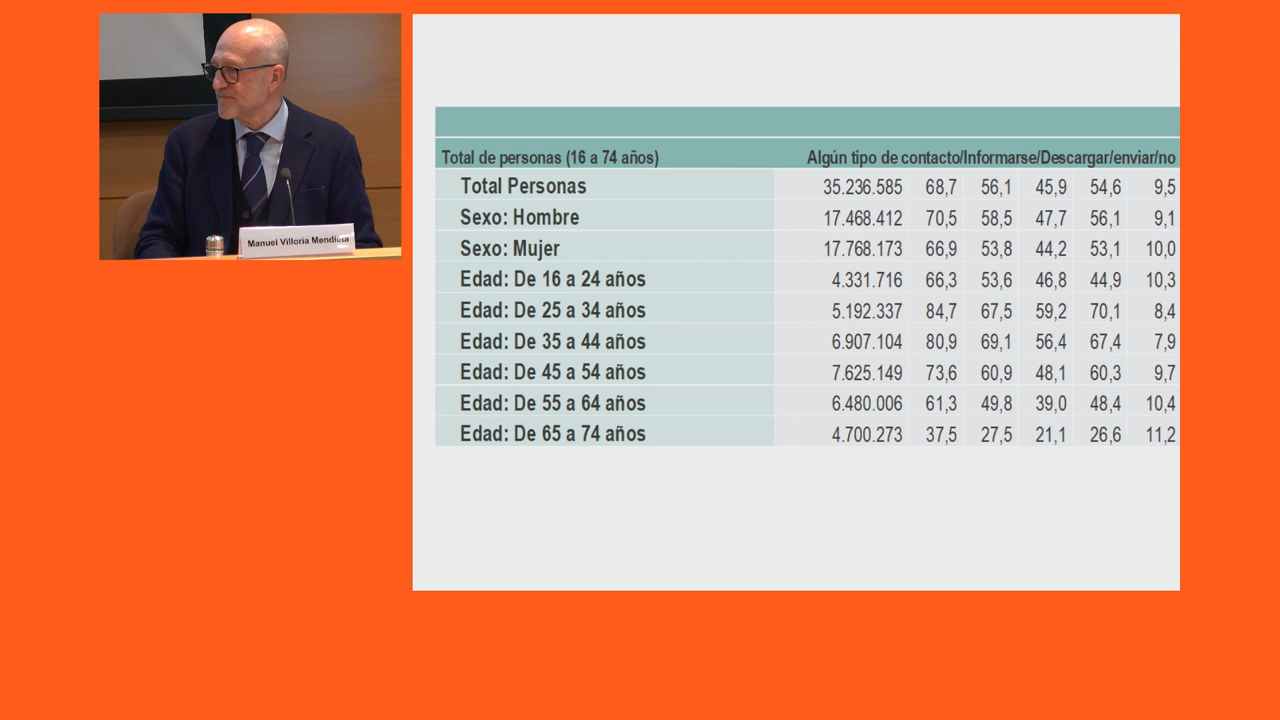 Manuel Villoria Mendieta
Total de personas (16 a 74 años) Algún tipo de contacto/Informarse/Descargar/enviar/no
Total Personas 35.236.585 68,7 56,1 45,9 54,6 9,5
Sexo: Hombre 17.468.412 70,5 58,5 47,7 56,1 9,1
Sexo: Mujer 17.768.173 66,9 53,8 44,2 53,1 10,0
Edad: De 16 a 24 años 4.331.716 66,3 53,6 46,8 44,9 10,3
Edad: De 25 a 34 años 5.192.337 84,7 67,5 59,2 70,1 8,4
Edad: De 35 a 44 años 6.907.104 80,9 69,1 56,4 67,4 7,9
Edad: De 45 a 54 años 7.625.149 73,6 60,9 48,1 60,3 9,7
Edad: De 55 a 64 años 6.480.006 61,3 49,8 39,0 48,4 10,4
Edad: De 65 a 74 años 4.700.273 37,5 27,5 21,1 26,6 11,2